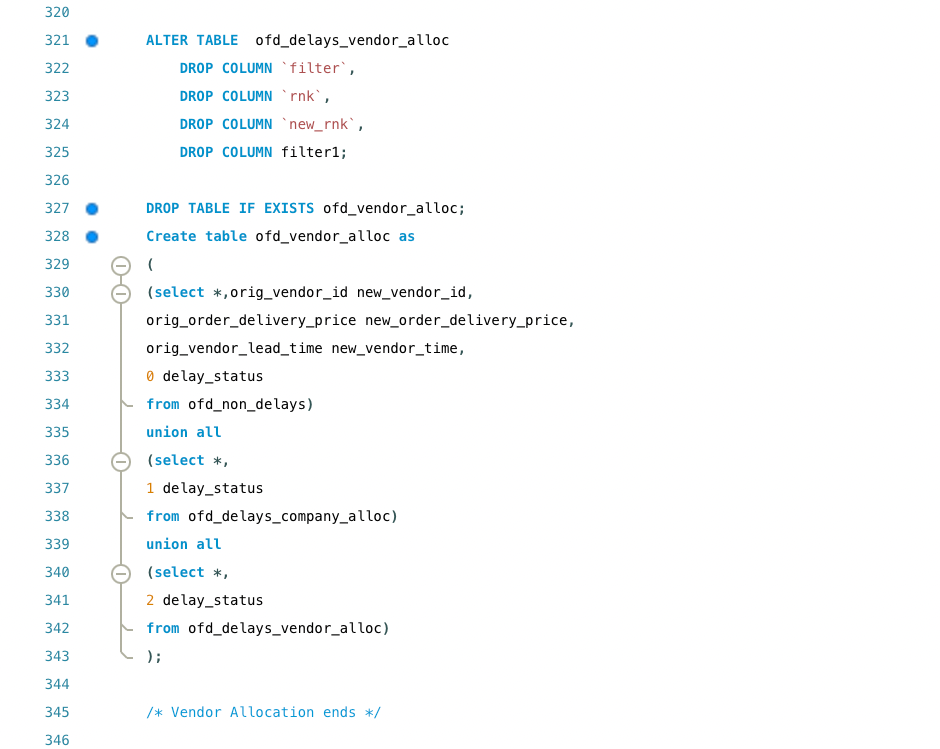 320
321 ALTER TABLE  ofd_delays_vendor_alloc
322     DROP COLUMN `filter`,
323     DROP COLUMN `rnk`,
324     DROP COLUMN `new_rnk`,
325     DROP COLUMN filter1;
326
327 DROP TABLE IF EXISTS ofd_vendor_alloc;
328 Create table ofd_vendor_alloc as
329 (
330 (select *,orig_vendor_id new_vendor_id,
331 orig_order_delivery_price new_order_delivery_price,
332 orig_vendor_lead_time new_vendor_time,
333 0 delay_status
334 from ofd_non_delays)
335 union all
336 (select *,
337 1 delay_status
338 from ofd_delays_company_alloc)
339 union all
340 (select *,
341 2 delay_status
342 from ofd_delays_vendor_alloc)
343 );
344
345 /* Vendor Allocation ends */
346